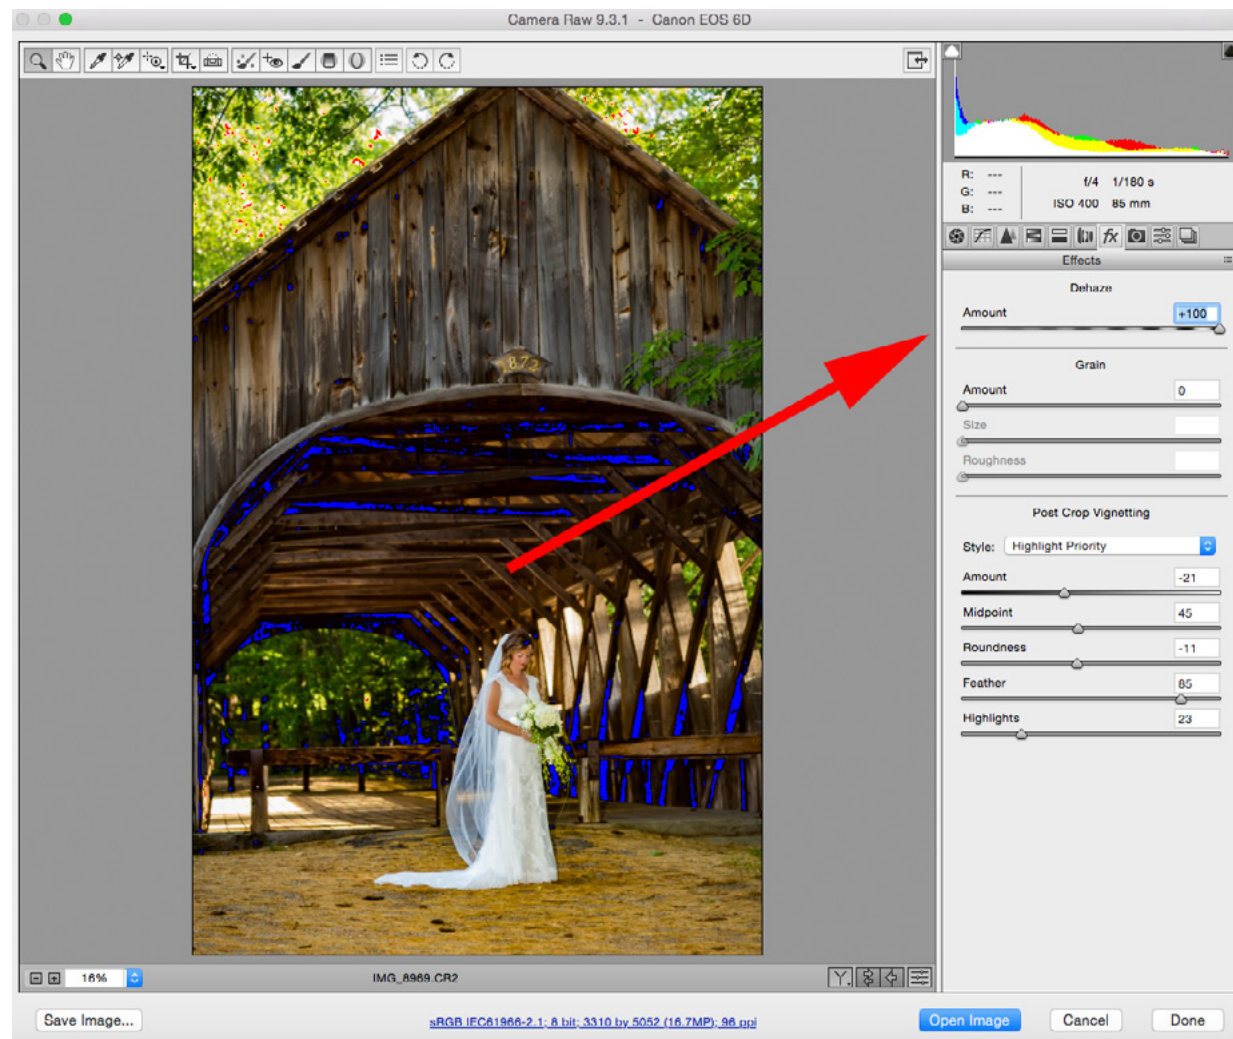 Camera Raw 9.3.1 - Canon EOS 6D
R: ---
G: ---
B: ---
f/4 1/180 s
ISO 400 85 mm
fx
Effects
Dehaze
Amount +100
Grain
Amount 0
Size
Roughness
Post Crop Vignetting
Style: Highlight Priority
Amount -21
Midpoint 45
Roundness -11
Feather 85
Highlights 23
1872
16%
IMG_8969.CR2
Y
Save Image...
sRGB IEC61966-2.1; 8 bit; 3310 by 5052 (16.7MP); 96 ppi
Open Image
Cancel
Done